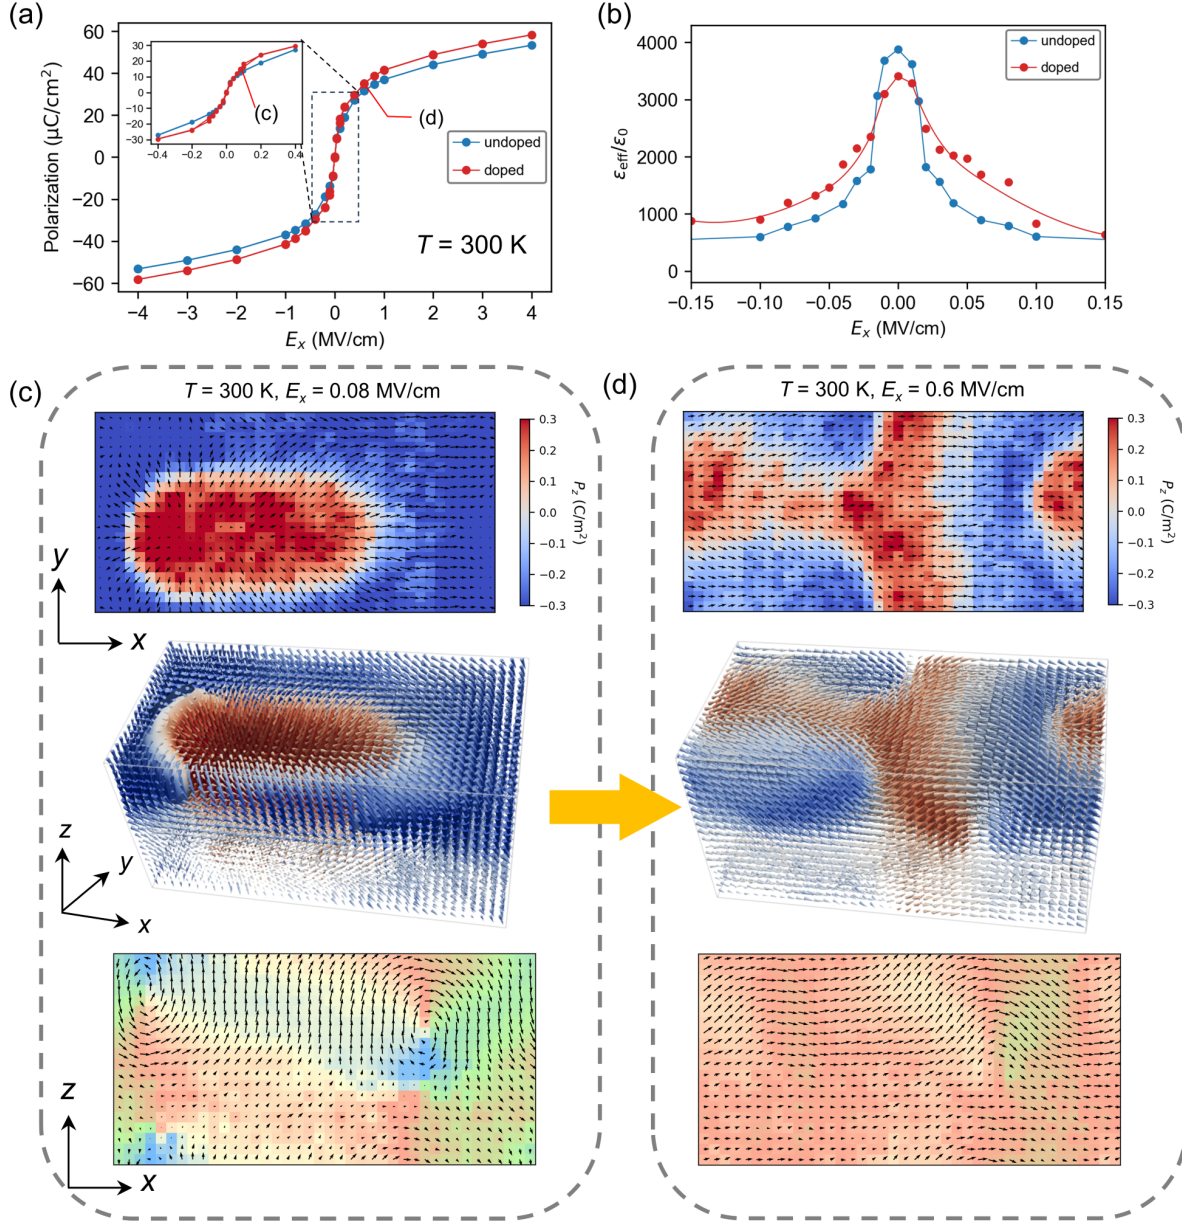 (a)
60
40
20
0
−20
−40
−60
Polarization (μC/cm²)
30
20
10
0
−10
−20
−30
−0.4 −0.2 0.0 0.2 0.4
(c)
(d)
undoped
doped
T = 300 K
−4 −3 −2 −1 0 1 2 3 4
Eₓ (MV/cm)
(b)
4000
3000
2000
1000
0
εeff/ε0
undoped
doped
−0.15 −0.10 −0.05 0.00 0.05 0.10 0.15
Eₓ (MV/cm)
(c)
T = 300 K, Eₓ = 0.08 MV/cm
0.3
0.2
0.1
0.0
−0.1
−0.2
−0.3
Pz (C/m²)
y
x
z
y
x
z
x
(d)
T = 300 K, Eₓ = 0.6 MV/cm
0.3
0.2
0.1
0.0
−0.1
−0.2
−0.3
Pz (C/m²)